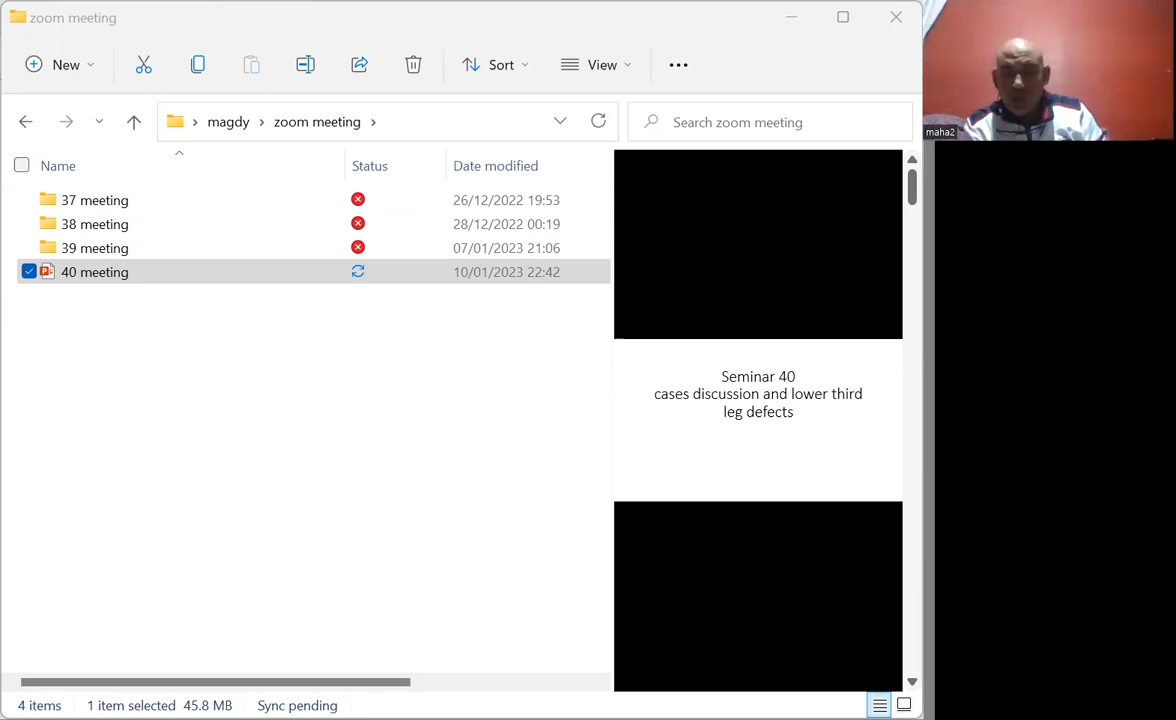 zoom meeting
New
Sort
View
magdy
zoom meeting
Search zoom meeting
Name
Status
Date modified
37 meeting
26/12/2022 19:53
38 meeting
28/12/2022 00:19
39 meeting
07/01/2023 21:06
40 meeting
10/01/2023 22:42
Seminar 40
cases discussion and lower third
leg defects
4 items
1 item selected 45.8 MB
Sync pending
maha2